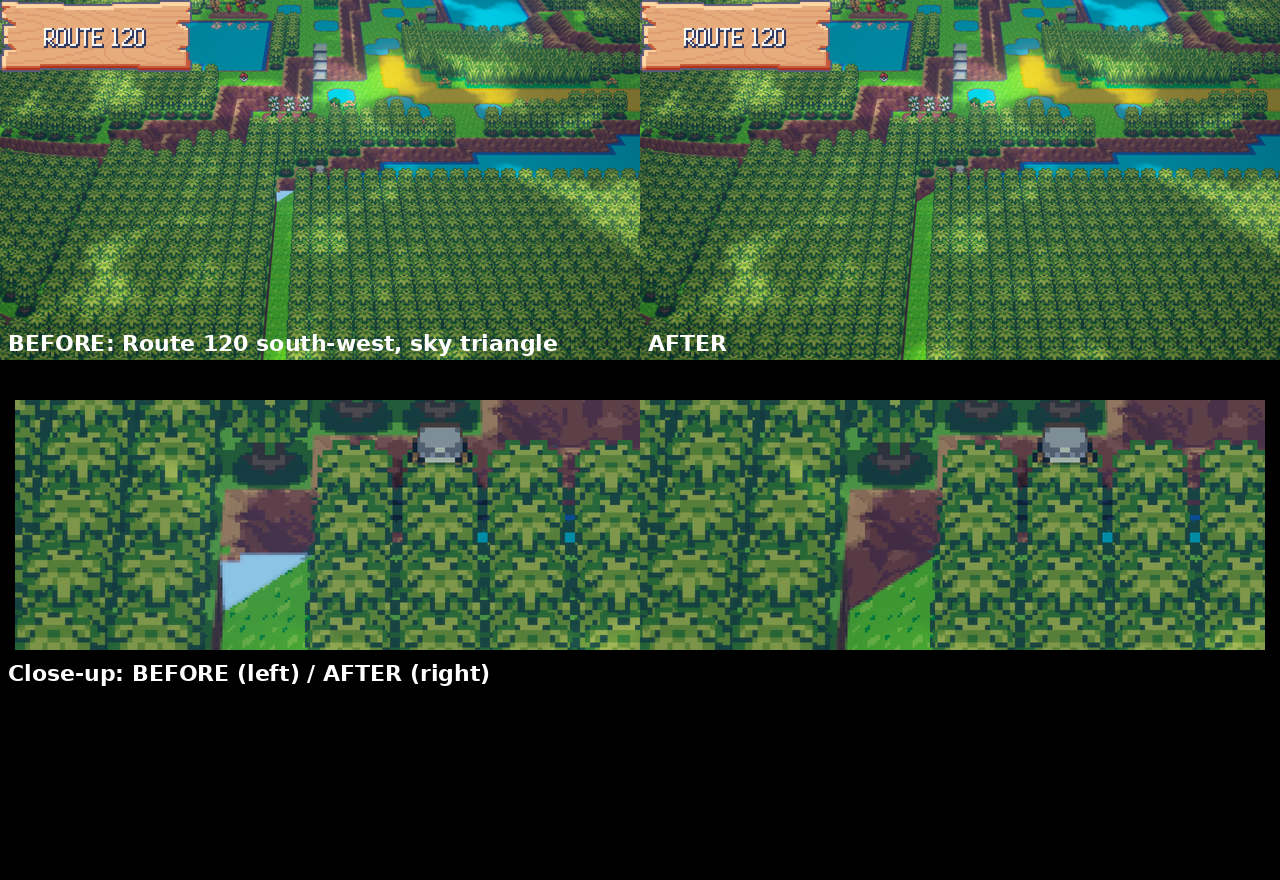 ROUTE 120
ROUTE 120
BEFORE: Route 120 south-west, sky triangle
AFTER
Close-up: BEFORE (left) / AFTER (right)